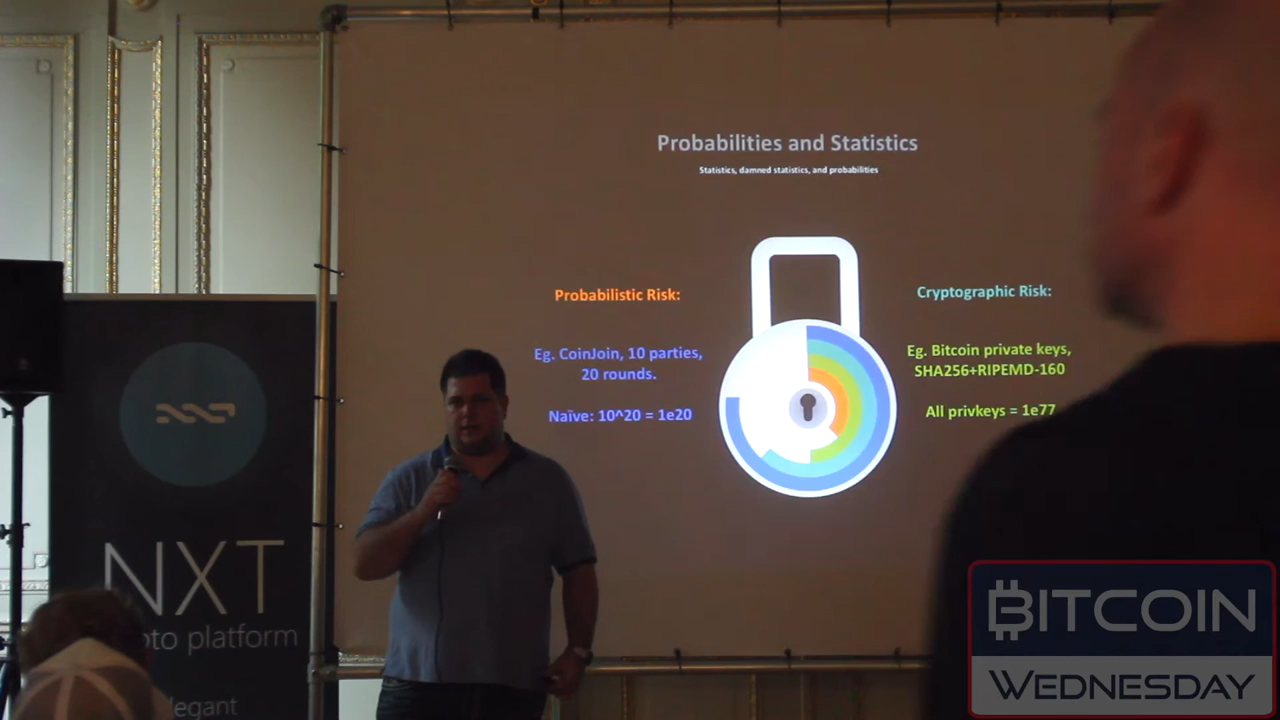 Probabilities and Statistics
Statistics, damned statistics, and probabilities
Probabilistic Risk:
Eg. CoinJoin, 10 parties,
20 rounds.
Naïve: 10^20 = 1e20
Cryptographic Risk:
Eg. Bitcoin private keys,
SHA256+RIPEMD-160
All privkeys = 1e77
NXT
pto platform
elegant
BITCOIN
WEDNESDAY